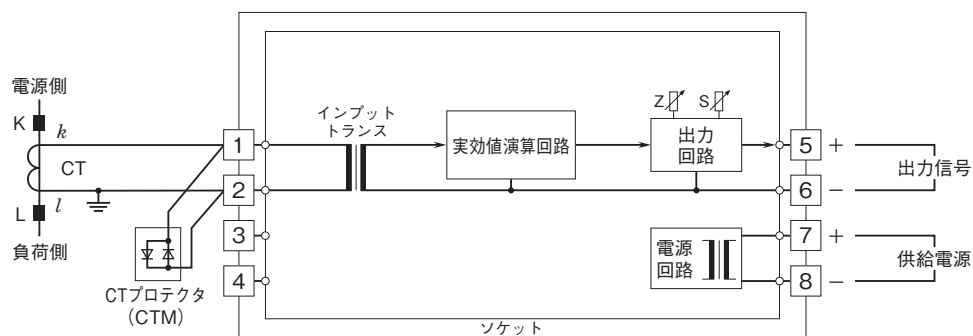 電源側
K
k
CT
l
L
負荷側
CTプロテクタ
(CTM)
1
2
3
4
インプット
トランス
実効値演算回路
Z
S
出力
回路
電源
回路
5
6
7
8
+
−
+
−
出力信号
供給電源
ソケット